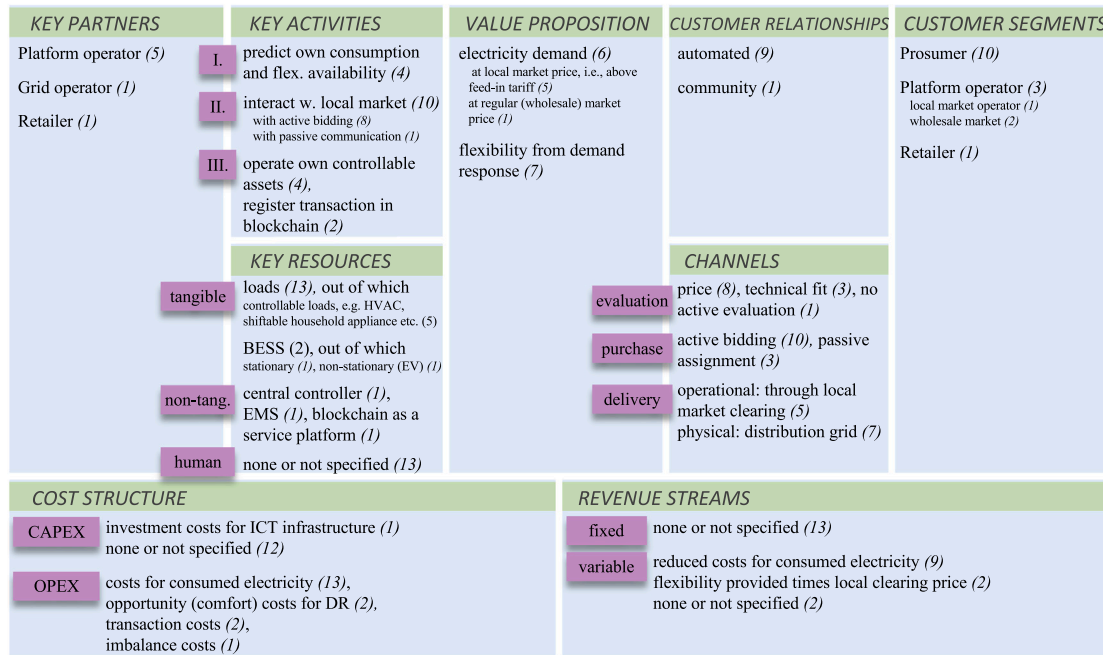 KEY PARTNERS
Platform operator (5)
Grid operator (1)
Retailer (1)
KEY ACTIVITIES
I.
predict own consumption
and flex. availability (4)
II.
interact w. local market (10)
with active bidding (8)
with passive communication (1)
III.
operate own controllable
assets (4),
register transaction in
blockchain (2)
KEY RESOURCES
tangible
loads (13), out of which
controllable loads, e.g. HVAC,
shiftable household appliance etc. (5)
BESS (2), out of which
stationary (1), non-stationary (EV) (1)
non-tang.
central controller (1),
EMS (1), blockchain as a
service platform (1)
human
none or not specified (13)
VALUE PROPOSITION
electricity demand (6)
at local market price, i.e., above
feed-in tariff (5)
at regular (wholesale) market
price (1)
flexibility from demand
response (7)
CUSTOMER RELATIONSHIPS
automated (9)
community (1)
CHANNELS
evaluation
price (8), technical fit (3), no
active evaluation (1)
purchase
active bidding (10), passive
assignment (3)
delivery
operational: through local
market clearing (5)
physical: distribution grid (7)
CUSTOMER SEGMENTS
Prosumer (10)
Platform operator (3)
local market operator (1)
wholesale market (2)
Retailer (1)
COST STRUCTURE
CAPEX
investment costs for ICT infrastructure (1)
none or not specified (12)
OPEX
costs for consumed electricity (13),
opportunity (comfort) costs for DR (2),
transaction costs (2),
imbalance costs (1)
REVENUE STREAMS
fixed
none or not specified (13)
variable
reduced costs for consumed electricity (9)
flexibility provided times local clearing price (2)
none or not specified (2)